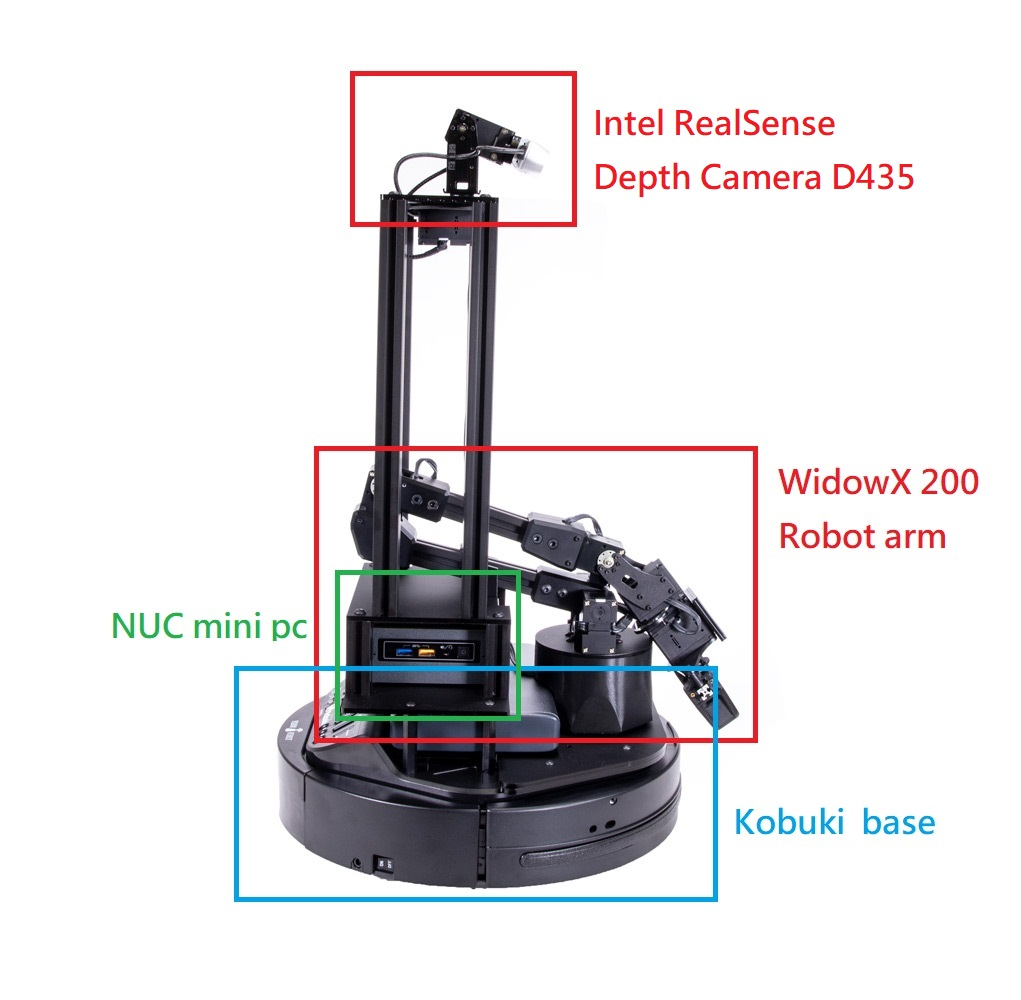 Intel RealSense
Depth Camera D435
WidowX 200
Robot arm
NUC mini pc
Kobuki base